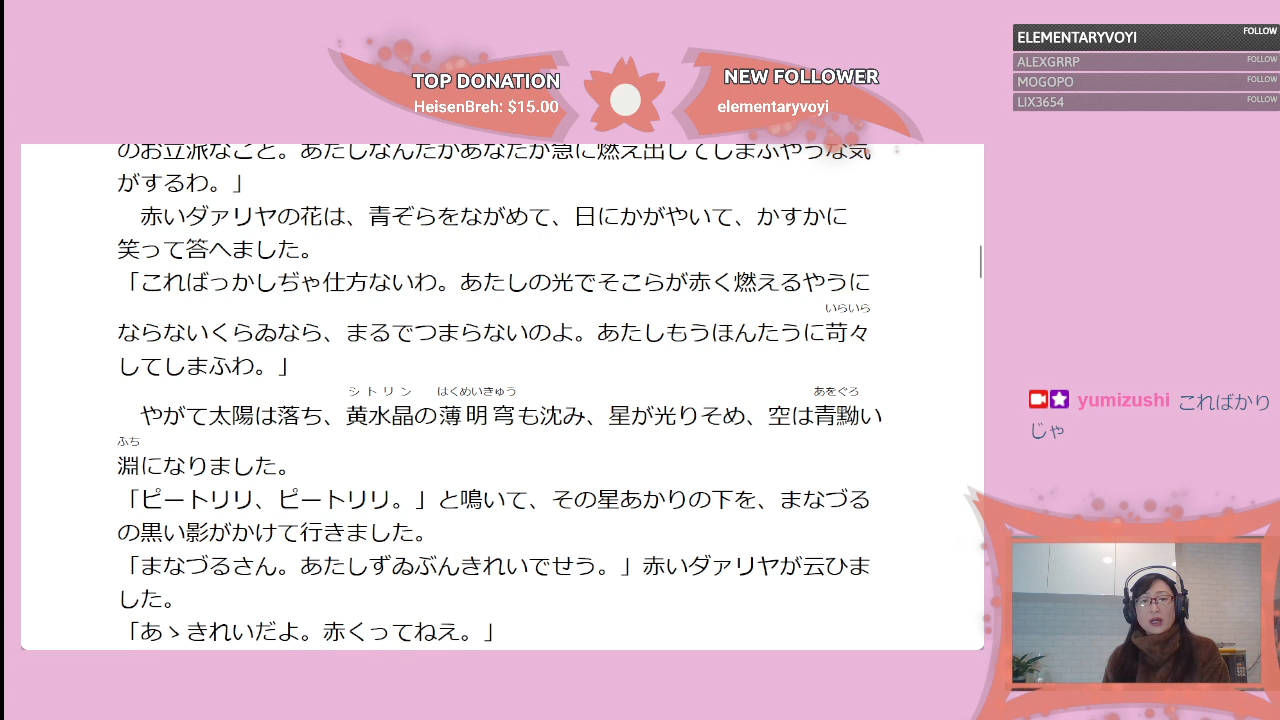 TOP DONATION
HeisenBreh: $15.00
NEW FOLLOWER
elementaryvoyi
ELEMENTARYVOYI FOLLOW
ALEXGRRP FOLLOW
MOGOPO FOLLOW
LIX3654 FOLLOW
のお立派なこと。あたしなんだかあなたが急に燃え出してしまふやうな気
がするわ。」
赤いダァリヤの花は、青ぞらをながめて、日にかがやいて、かすかに
笑って答へました。
「こればっかしぢゃ仕方ないわ。あたしの光でそこらが赤く燃えるやうに
いらいら
ならないくらゐなら、まるでつまらないのよ。あたしもうほんたうに苛々
してしまふわ。」
シトリン はくめいきゅう あをぐろ
やがて太陽は落ち、黄水晶の薄明穹も沈み、星が光りそめ、空は青黝い
ふち
淵になりました。
「ピートリリ、ピートリリ。」と鳴いて、その星あかりの下を、まなづる
の黒い影がかけて行きました。
「まなづるさん。あたしずゐぶんきれいでせう。」赤いダァリヤが云ひま
した。
「あゝきれいだよ。赤くってねえ。」
yumizushi こればかり
じゃ